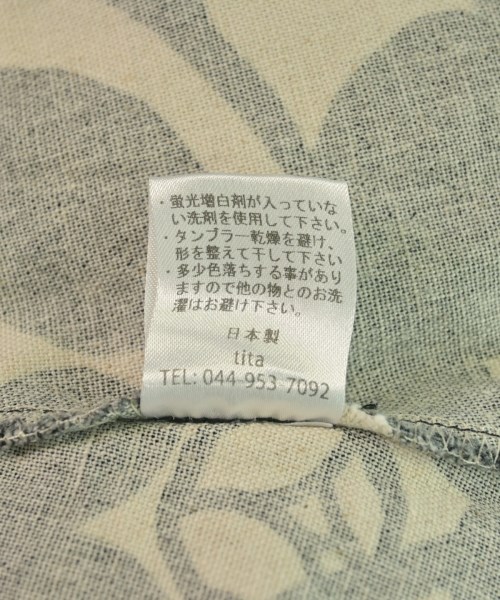 ・蛍光増白剤が入っていな
い洗剤を使用して下さい。
・タンブラー乾燥を避け、
形を整えて干して下さい
・多少色落ちする事があり
ますので他の物とのお洗
濯はお避け下さい。
日本製
tita
TEL: 044 953 7092